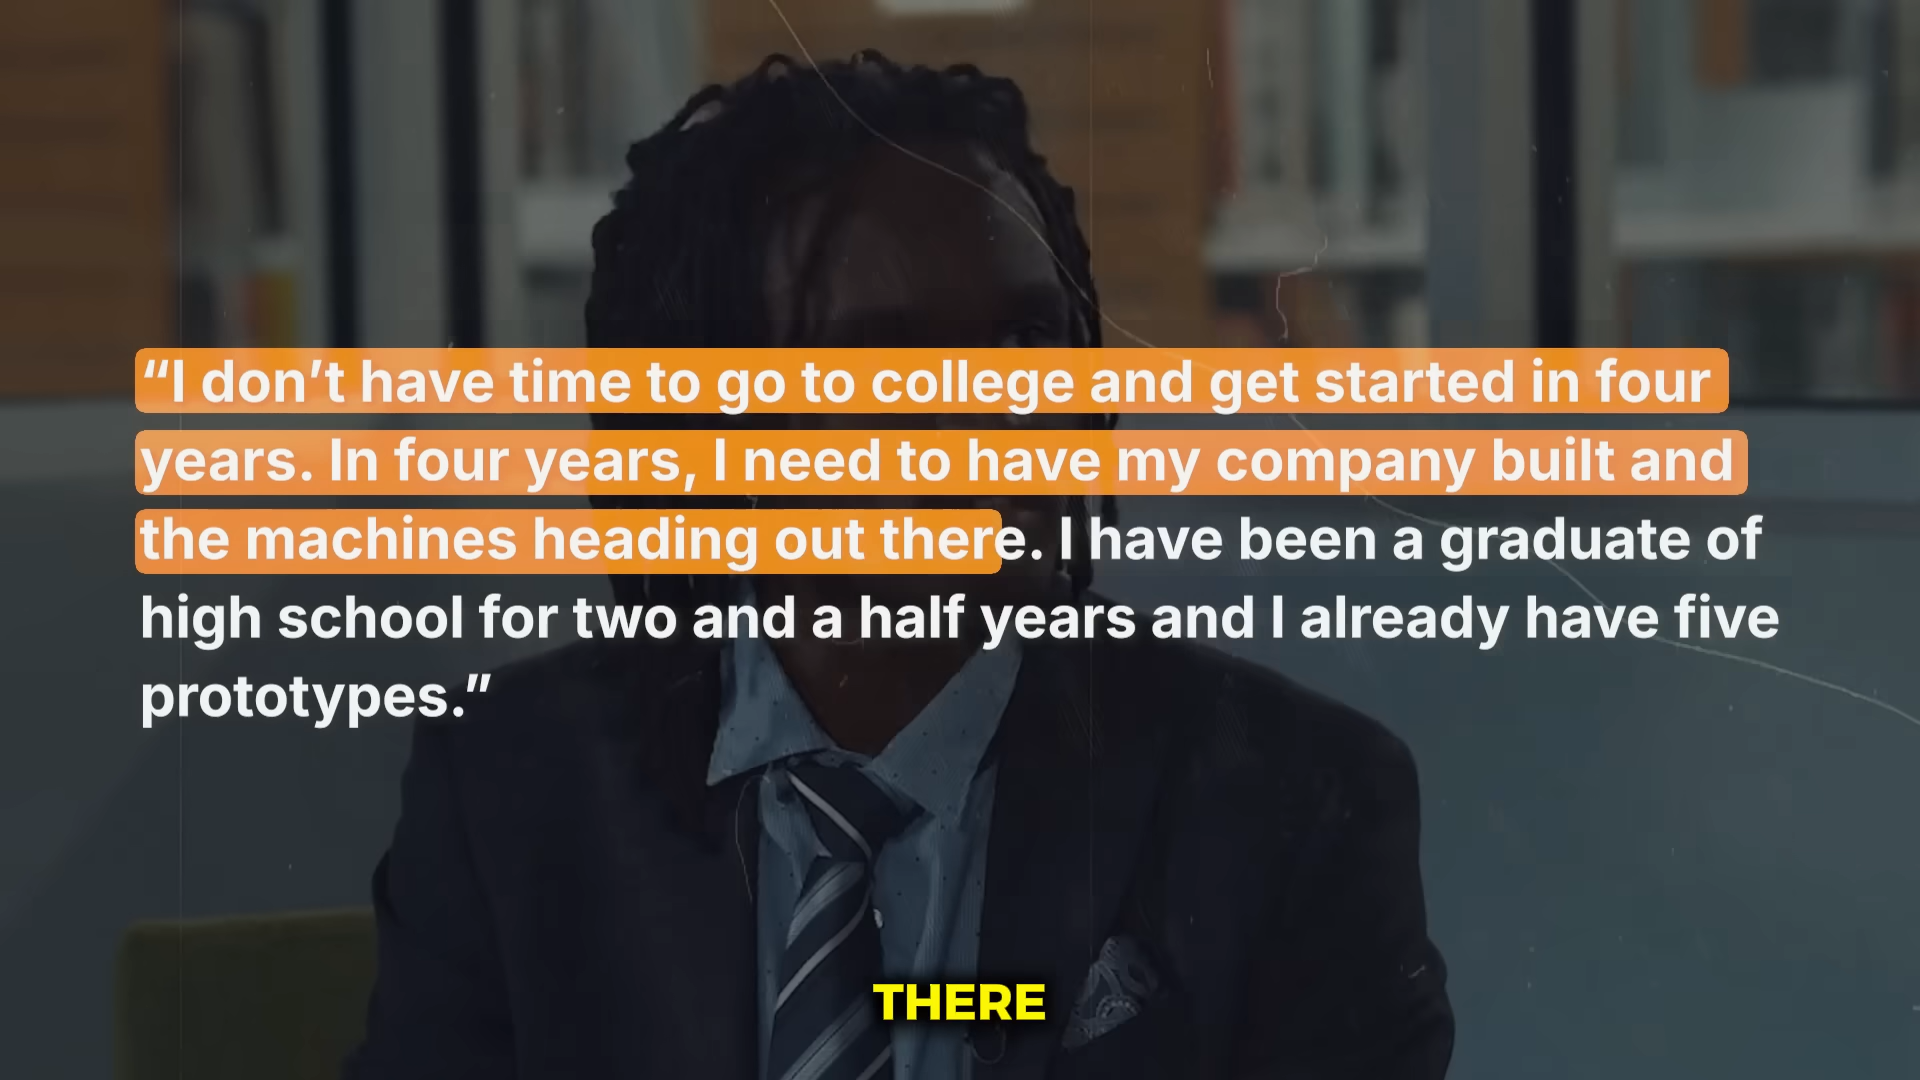 “I don’t have time to go to college and get started in four
years. In four years, I need to have my company built and
the machines heading out there. I have been a graduate of
high school for two and a half years and I already have five
prototypes.”
THERE